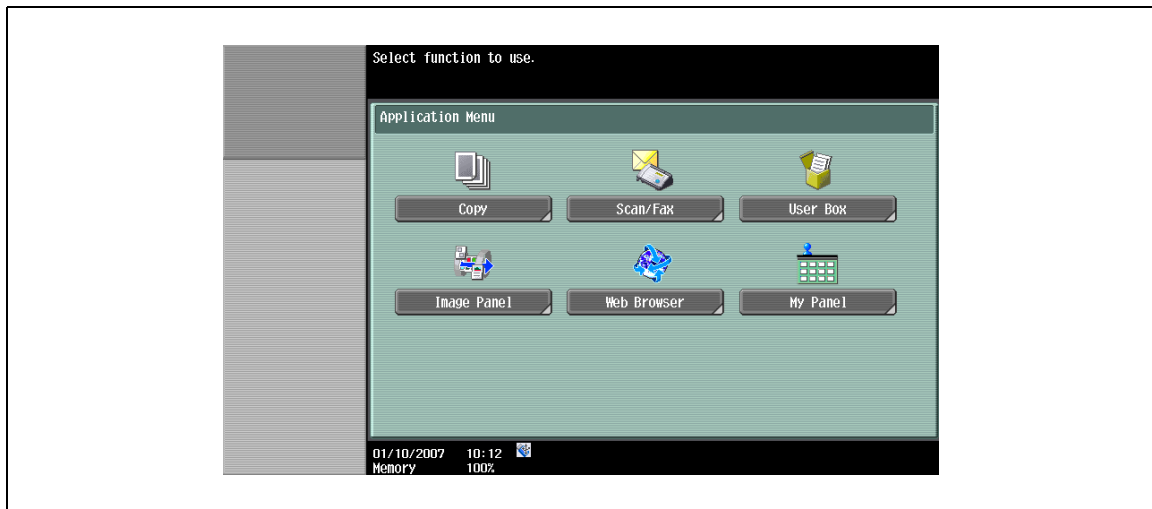 Select function to use.
Application Menu
Copy Scan/Fax User Box
Image Panel Web Browser My Panel
01/10/2007 10:12
Memory 100%